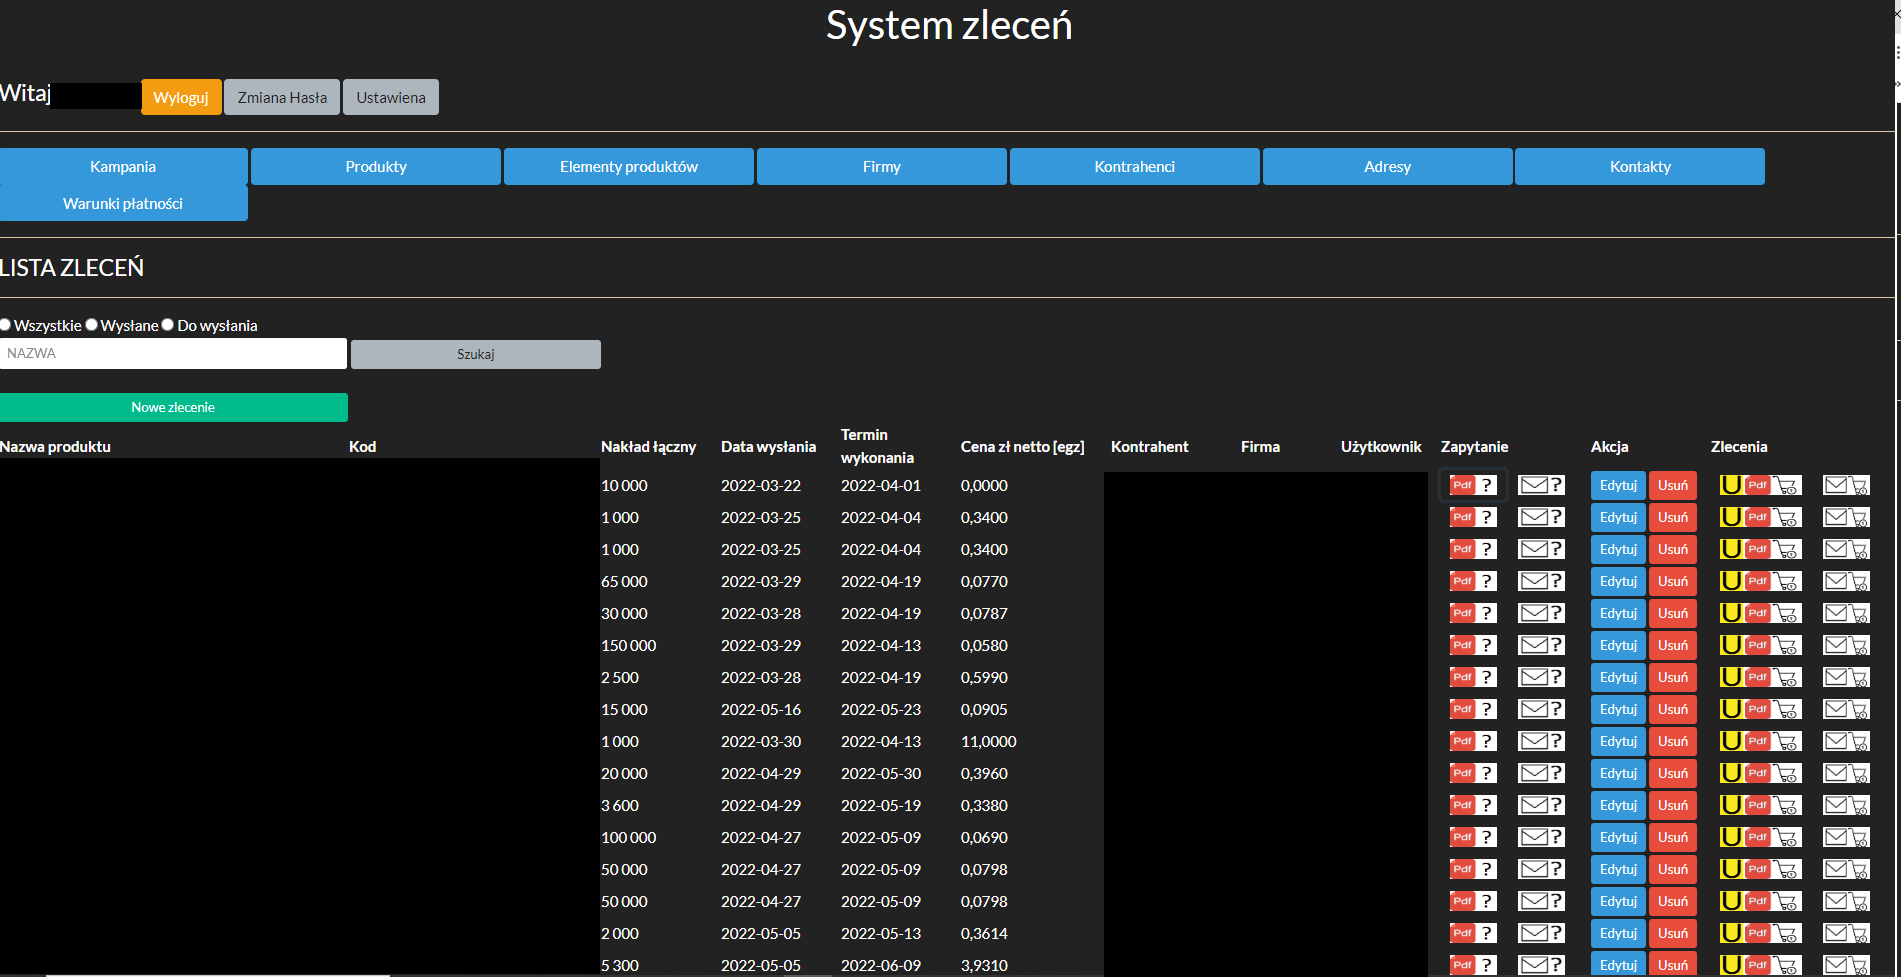 System zleceń
Witaj Wyloguj Zmiana Hasła Ustawiena
Kampania Produkty Elementy produktów Firmy Kontrahenci Adresy Kontakty
Warunki płatności
LISTA ZLECEŃ
Wszystkie Wysłane Do wysłania
NAZWA Szukaj
Nowe zlecenie
Nazwa produktu Kod Nakład łączny Data wysłania Termin wykonania Cena zł netto [egz] Kontrahent Firma Użytkownik Zapytanie Akcja Zlecenia
10 000 2022-03-22 2022-04-01 0,0000 Pdf ? ? Edytuj Usuń U Pdf
1 000 2022-03-25 2022-04-04 0,3400 Pdf ? ? Edytuj Usuń U Pdf
1 000 2022-03-25 2022-04-04 0,3400 Pdf ? ? Edytuj Usuń U Pdf
65 000 2022-03-29 2022-04-19 0,0770 Pdf ? ? Edytuj Usuń U Pdf
30 000 2022-03-28 2022-04-19 0,0787 Pdf ? ? Edytuj Usuń U Pdf
150 000 2022-03-29 2022-04-13 0,0580 Pdf ? ? Edytuj Usuń U Pdf
2 500 2022-03-28 2022-04-19 0,5990 Pdf ? ? Edytuj Usuń U Pdf
15 000 2022-05-16 2022-05-23 0,0905 Pdf ? ? Edytuj Usuń U Pdf
1 000 2022-03-30 2022-04-13 11,0000 Pdf ? ? Edytuj Usuń U Pdf
20 000 2022-04-29 2022-05-30 0,3960 Pdf ? ? Edytuj Usuń U Pdf
3 600 2022-04-29 2022-05-19 0,3380 Pdf ? ? Edytuj Usuń U Pdf
100 000 2022-04-27 2022-05-09 0,0690 Pdf ? ? Edytuj Usuń U Pdf
50 000 2022-04-27 2022-05-09 0,0798 Pdf ? ? Edytuj Usuń U Pdf
50 000 2022-04-27 2022-05-09 0,0798 Pdf ? ? Edytuj Usuń U Pdf
2 000 2022-05-05 2022-05-13 0,3614 Pdf ? ? Edytuj Usuń U Pdf
5 300 2022-05-05 2022-06-09 3,9310 Pdf ? ? Edytuj Usuń U Pdf